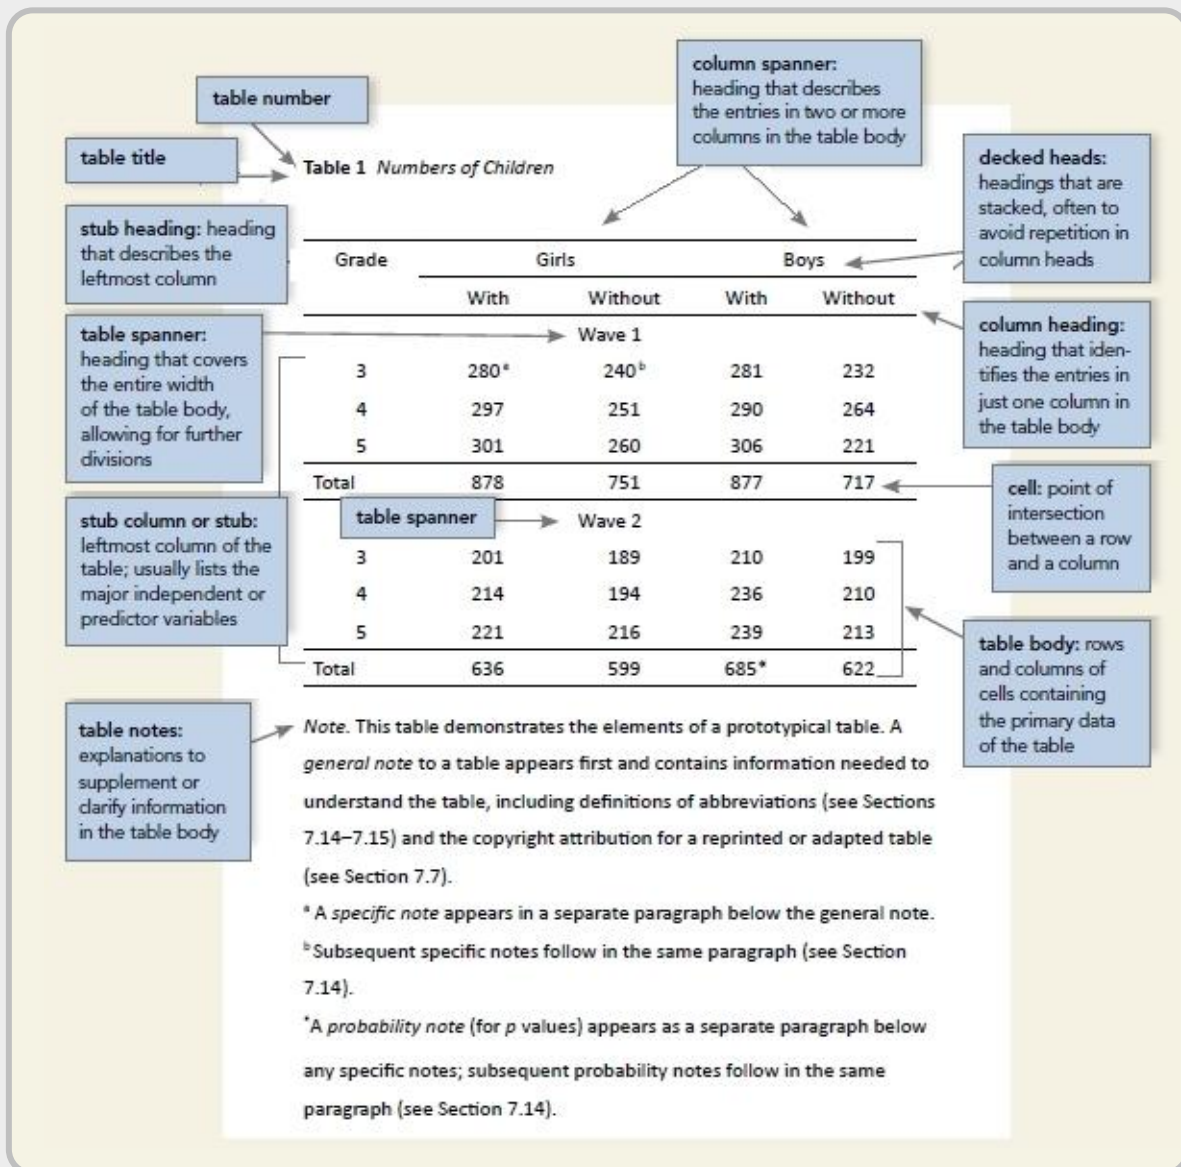 table number
column spanner:
heading that describes
the entries in two or more
columns in the table body
table title
Table 1 Numbers of Children
decked heads:
headings that are
stacked, often to
avoid repetition in
column heads
stub heading: heading
that describes the
leftmost column
Grade Girls Boys
With Without With Without
table spanner:
heading that covers
the entire width
of the table body,
allowing for further
divisions
column heading:
heading that iden-
tifies the entries in
just one column in
the table body
Wave 1
3 280ᵃ 240ᵇ 281 232
4 297 251 290 264
5 301 260 306 221
Total 878 751 877 717
cell: point of
intersection
between a row
and a column
stub column or stub:
leftmost column of the
table; usually lists the
major independent or
predictor variables
table spanner
Wave 2
3 201 189 210 199
4 214 194 236 210
5 221 216 239 213
Total 636 599 685* 622
table body: rows
and columns of
cells containing
the primary data
of the table
table notes:
explanations to
supplement or
clarify information
in the table body
Note. This table demonstrates the elements of a prototypical table. A
general note to a table appears first and contains information needed to
understand the table, including definitions of abbreviations (see Sections
7.14–7.15) and the copyright attribution for a reprinted or adapted table
(see Section 7.7).
ᵃ A specific note appears in a separate paragraph below the general note.
ᵇ Subsequent specific notes follow in the same paragraph (see Section
7.14).
*A probability note (for p values) appears as a separate paragraph below
any specific notes; subsequent probability notes follow in the same
paragraph (see Section 7.14).